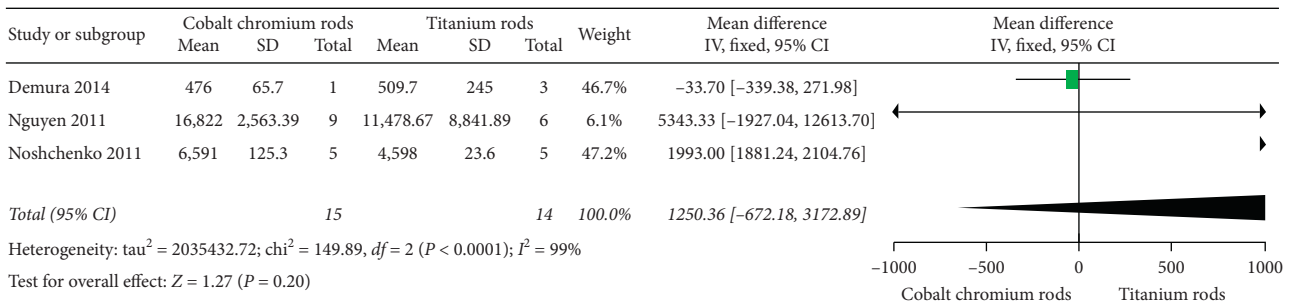 Study or subgroup Cobalt chromium rods Titanium rods Weight Mean difference Mean difference
Mean SD Total Mean SD Total IV, fixed, 95% CI IV, fixed, 95% CI
Demura 2014 476 65.7 1 509.7 245 3 46.7% –33.70 [–339.38, 271.98]
Nguyen 2011 16,822 2,563.39 9 11,478.67 8,841.89 6 6.1% 5343.33 [–1927.04, 12613.70]
Noshchenko 2011 6,591 125.3 5 4,598 23.6 5 47.2% 1993.00 [1881.24, 2104.76]
Total (95% CI) 15 14 100.0% 1250.36 [–672.18, 3172.89]
Heterogeneity: tau² = 2035432.72; chi² = 149.89, df = 2 (P < 0.0001); I² = 99%
Test for overall effect: Z = 1.27 (P = 0.20)
–1000 –500 0 500 1000
Cobalt chromium rods Titanium rods